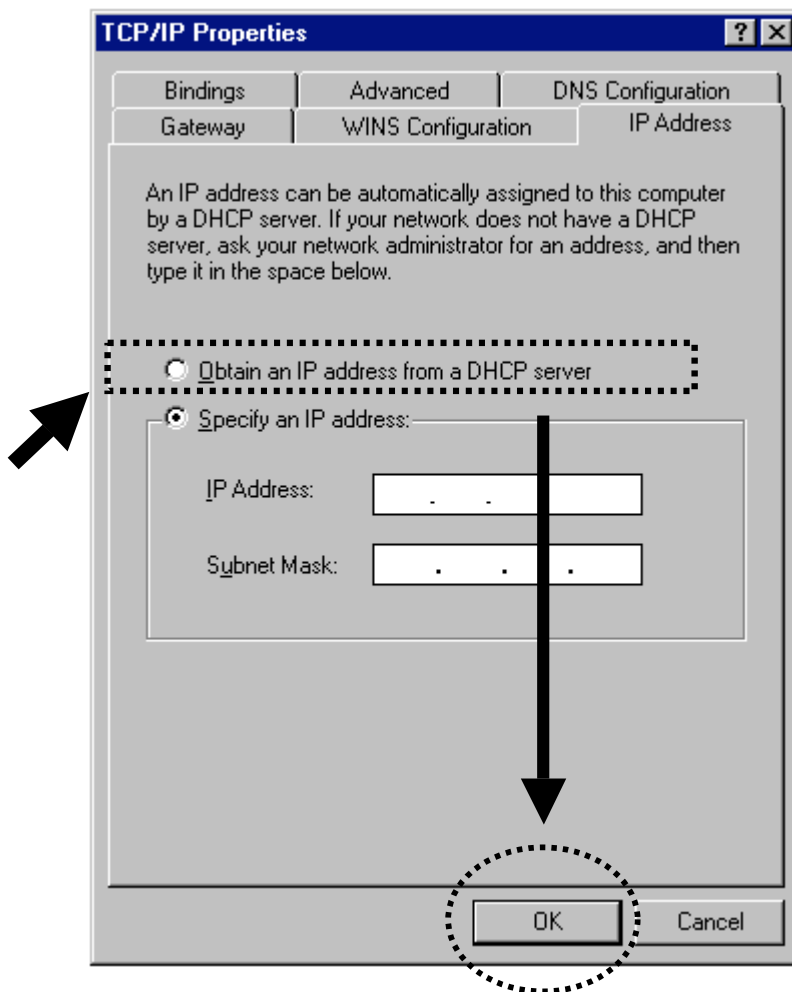 TCP/IP Properties
Bindings
Advanced
DNS Configuration
Gateway
WINS Configuration
IP Address
An IP address can be automatically assigned to this computer
by a DHCP server. If your network does not have a DHCP
server, ask your network administrator for an address, and then
type it in the space below.
Obtain an IP address from a DHCP server
Specify an IP address:
IP Address:
. .
Subnet Mask:
. . .
OK
Cancel